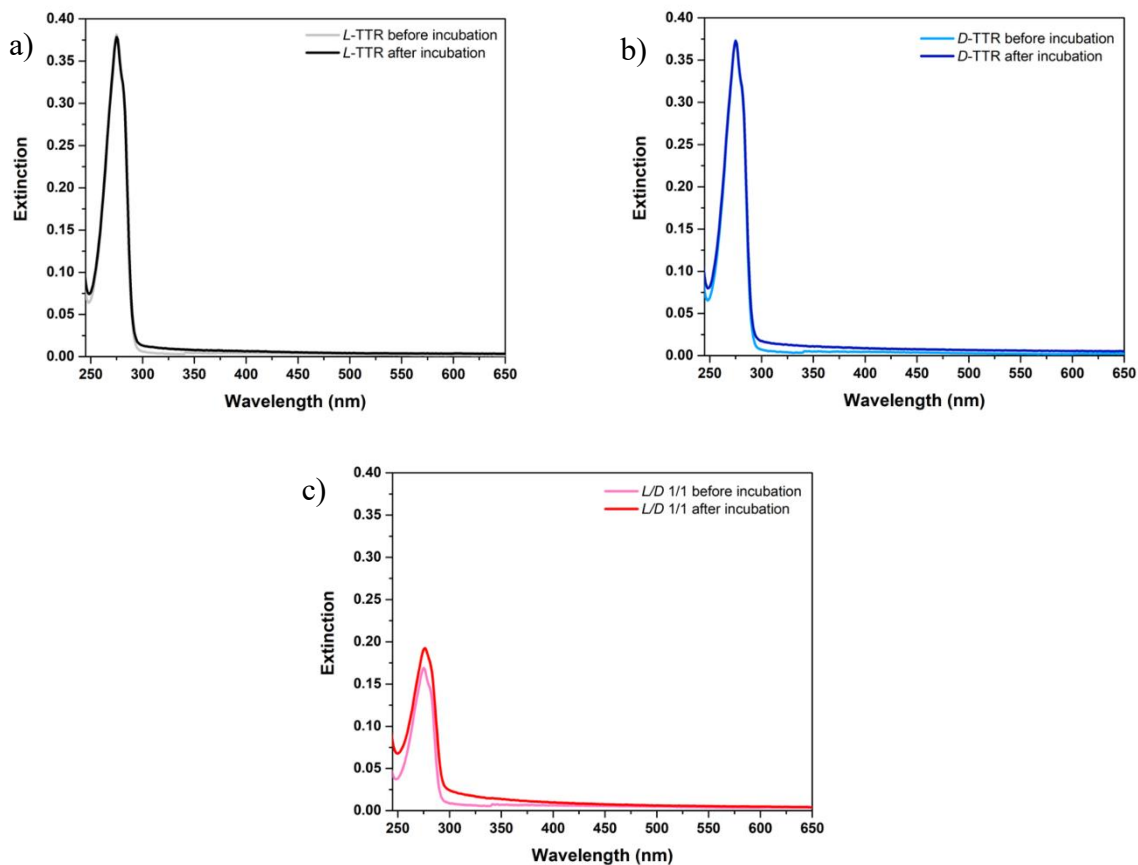 a)
L-TTR before incubation
L-TTR after incubation
Extinction
0.40
0.35
0.30
0.25
0.20
0.15
0.10
0.05
0.00
250 300 350 400 450 500 550 600 650
Wavelength (nm)
b)
D-TTR before incubation
D-TTR after incubation
Extinction
0.40
0.35
0.30
0.25
0.20
0.15
0.10
0.05
0.00
250 300 350 400 450 500 550 600 650
Wavelength (nm)
c)
L/D 1/1 before incubation
L/D 1/1 after incubation
Extinction
0.40
0.35
0.30
0.25
0.20
0.15
0.10
0.05
0.00
250 300 350 400 450 500 550 600 650
Wavelength (nm)